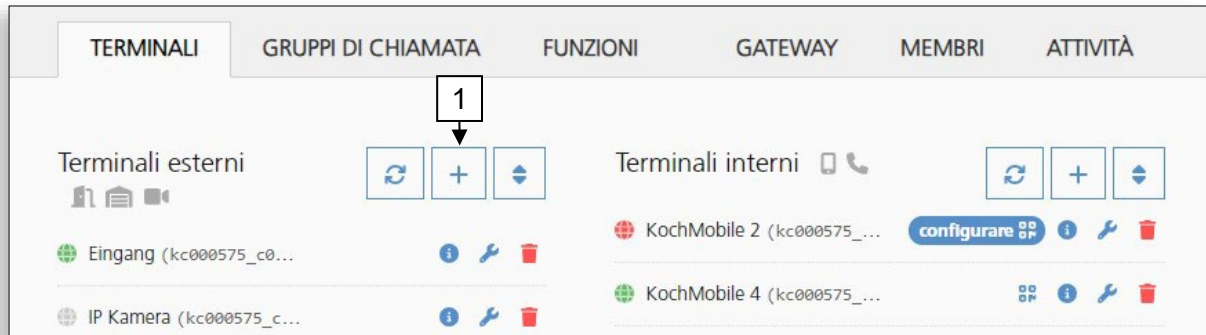 TERMINALI GRUPPI DI CHIAMATA FUNZIONI GATEWAY MEMBRI ATTIVITÀ
1
Terminali esterni
Eingang (kc000575_c0...
IP Kamera (kc000575_c...
Terminali interni
KochMobile 2 (kc000575_... configurare
KochMobile 4 (kc000575_...